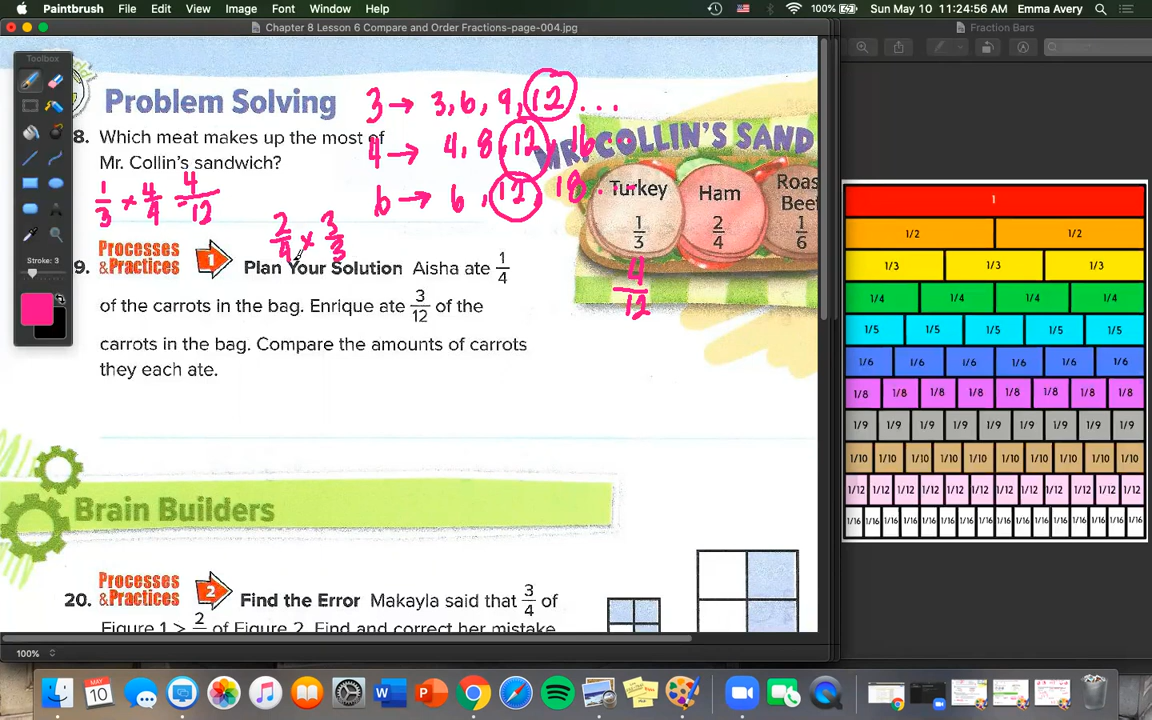 Paintbrush File Edit View Image Font Window Help 100% Sun May 10 11:24:56 AM Emma Avery
Chapter 8 Lesson 6 Compare and Order Fractions-page-004.jpg
Fraction Bars
Toolbox
Stroke: 3
Problem Solving
3 → 3, 6, 9, 12 ...
4 → 4, 8, 12, 16 ...
6 → 6, 12, 18 ...
8. Which meat makes up the most of
Mr. Collin's sandwich?
1/3 × 4/4 4/12
2/4 × 3/3
MR. COLLIN'S SAND
Turkey 1/3
Ham 2/4
Roas
Beef 1/6
4/12
Processes
&Practices
1
9. Plan Your Solution Aisha ate 1/4
of the carrots in the bag. Enrique ate 3/12 of the
carrots in the bag. Compare the amounts of carrots
they each ate.
Brain Builders
Processes
&Practices
2
20. Find the Error Makayla said that 3/4 of
Figure 1 > 2 of Figure 2. Find and correct her mistake
100%
1
1/2 1/2
1/3 1/3 1/3
1/4 1/4 1/4 1/4
1/5 1/5 1/5 1/5 1/5
1/6 1/6 1/6 1/6 1/6 1/6
1/8 1/8 1/8 1/8 1/8 1/8 1/8 1/8
1/9 1/9 1/9 1/9 1/9 1/9 1/9 1/9 1/9
1/10 1/10 1/10 1/10 1/10 1/10 1/10 1/10 1/10 1/10
1/12 1/12 1/12 1/12 1/12 1/12 1/12 1/12 1/12 1/12 1/12 1/12
1/16 1/16 1/16 1/16 1/16 1/16 1/16 1/16 1/16 1/16 1/16 1/16 1/16 1/16 1/16 1/16
MAY
10